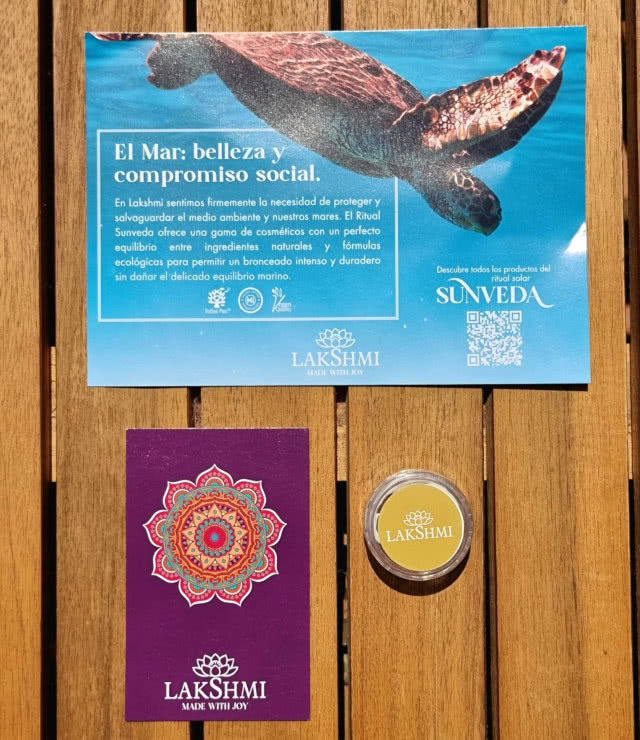 El Mar: belleza y
compromiso social.
En Lakshmi sentimos firmemente la necesidad de proteger y
salvaguardar el medio ambiente y nuestros mares. El Ritual
Sunveda ofrece una gama de cosméticos con un perfecto
equilibrio entre ingredientes naturales y fórmulas
ecológicas para permitir un bronceado intenso y duradero
sin dañar el delicado equilibrio marino.
Descubre todos los productos del
ritual solar
SUNVEDA
LAKSHMI
MADE WITH JOY
LAKSHMI
LAKSHMI
MADE WITH JOY